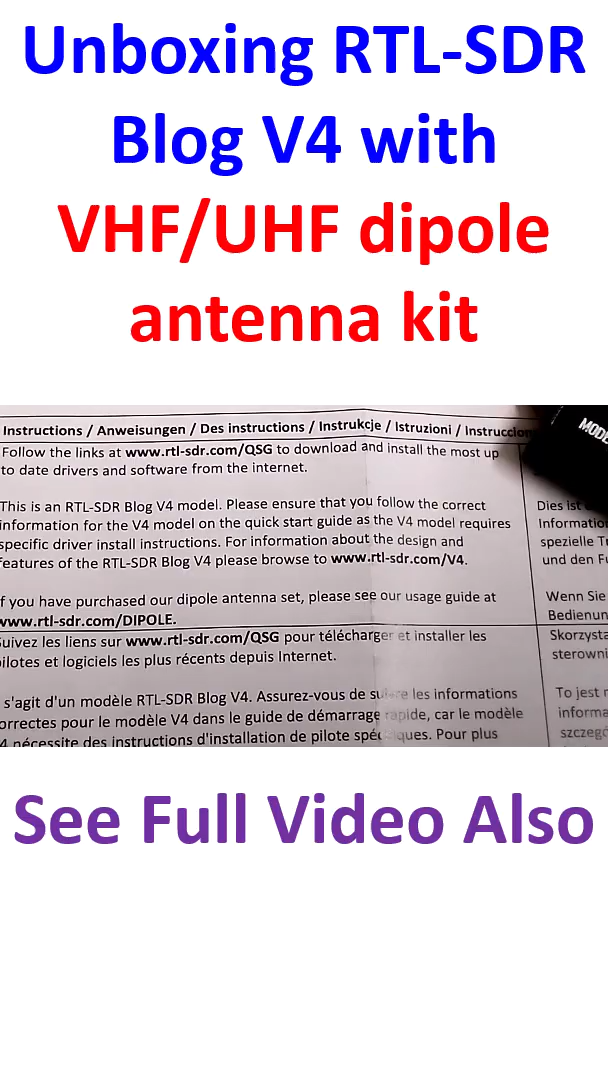 Unboxing RTL-SDR
Blog V4 with
VHF/UHF dipole
antenna kit
Instructions / Anweisungen / Des instructions / Instrukcje / Istruzioni /
Follow the links at www.rtl-sdr.com/QSG to download and install the most up
to date drivers and software from the internet.
This is an RTL-SDR Blog V4 model. Please ensure that you follow the correct
information for the V4 model on the quick start guide as the V4 model requires
specific driver install instructions. For information about the design and
features of the RTL-SDR Blog V4 please browse to www.rtl-sdr.com/V4.
If you have purchased our dipole antenna set, please see our usage guide at
www.rtl-sdr.com/DIPOLE.
Suivez les liens sur www.rtl-sdr.com/QSG pour télécharger et installer les
pilotes et logiciels les plus récents depuis Internet.
s'agit d'un modèle RTL-SDR Blog V4. Assurez-vous de les informations
correctes pour le modèle V4 dans le guide de démarrage rapide, car le modèle
nécessite des instructions d'installation de pilote Pour plus
Dies ist
spezielle
und den
Wenn Sie
To jest
See Full Video Also